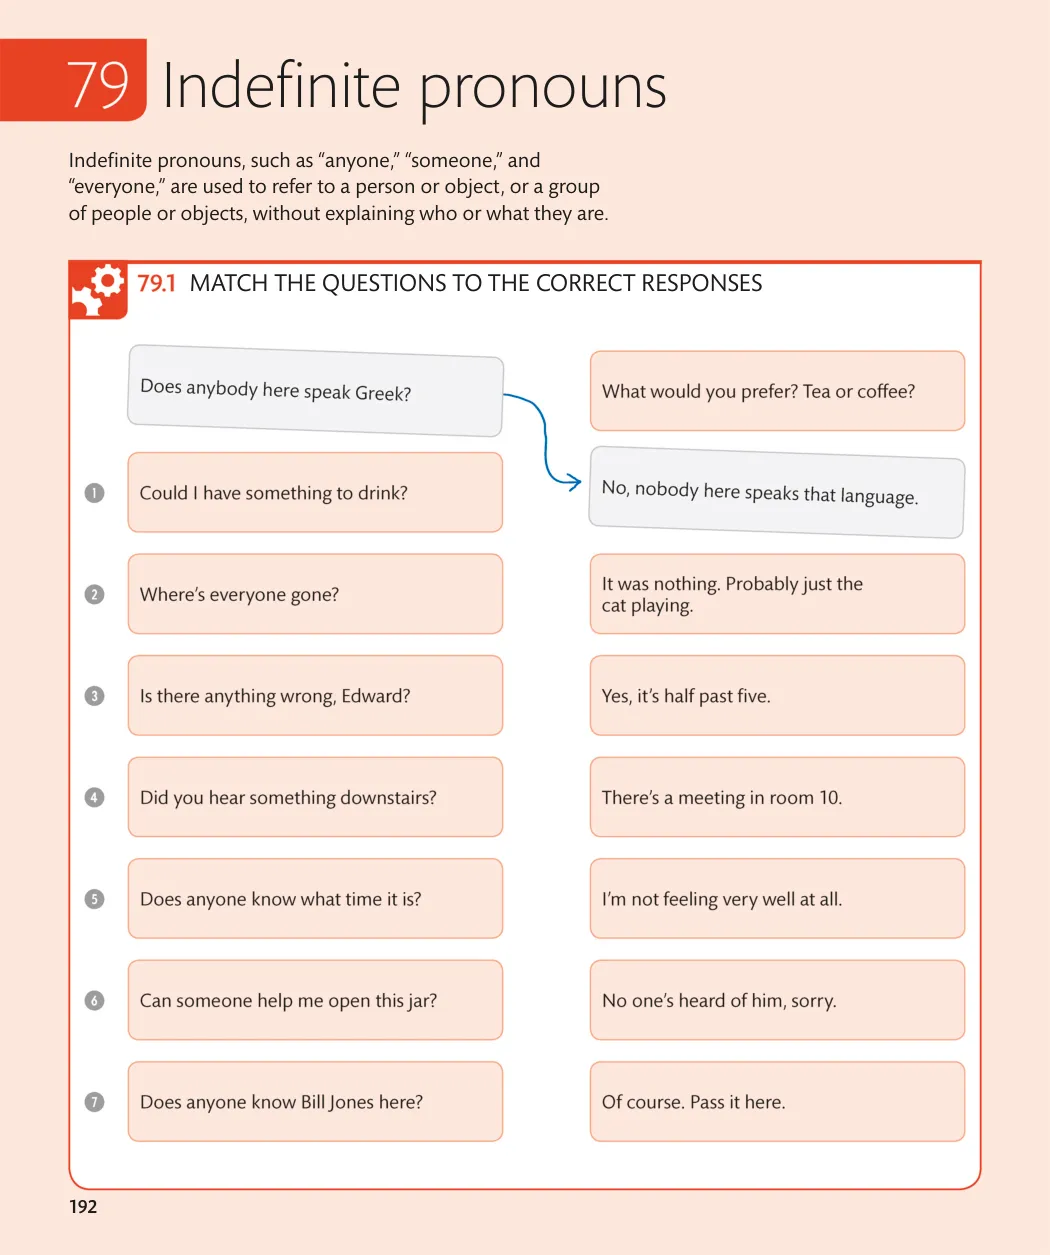 79 Indefinite pronouns
Indefinite pronouns, such as “anyone,” “someone,” and
“everyone,” are used to refer to a person or object, or a group
of people or objects, without explaining who or what they are.
79.1 MATCH THE QUESTIONS TO THE CORRECT RESPONSES
Does anybody here speak Greek?
What would you prefer? Tea or coffee?
1 Could I have something to drink?
No, nobody here speaks that language.
2 Where’s everyone gone?
It was nothing. Probably just the
cat playing.
3 Is there anything wrong, Edward?
Yes, it’s half past five.
4 Did you hear something downstairs?
There’s a meeting in room 10.
5 Does anyone know what time it is?
I’m not feeling very well at all.
6 Can someone help me open this jar?
No one’s heard of him, sorry.
7 Does anyone know Bill Jones here?
Of course. Pass it here.
192